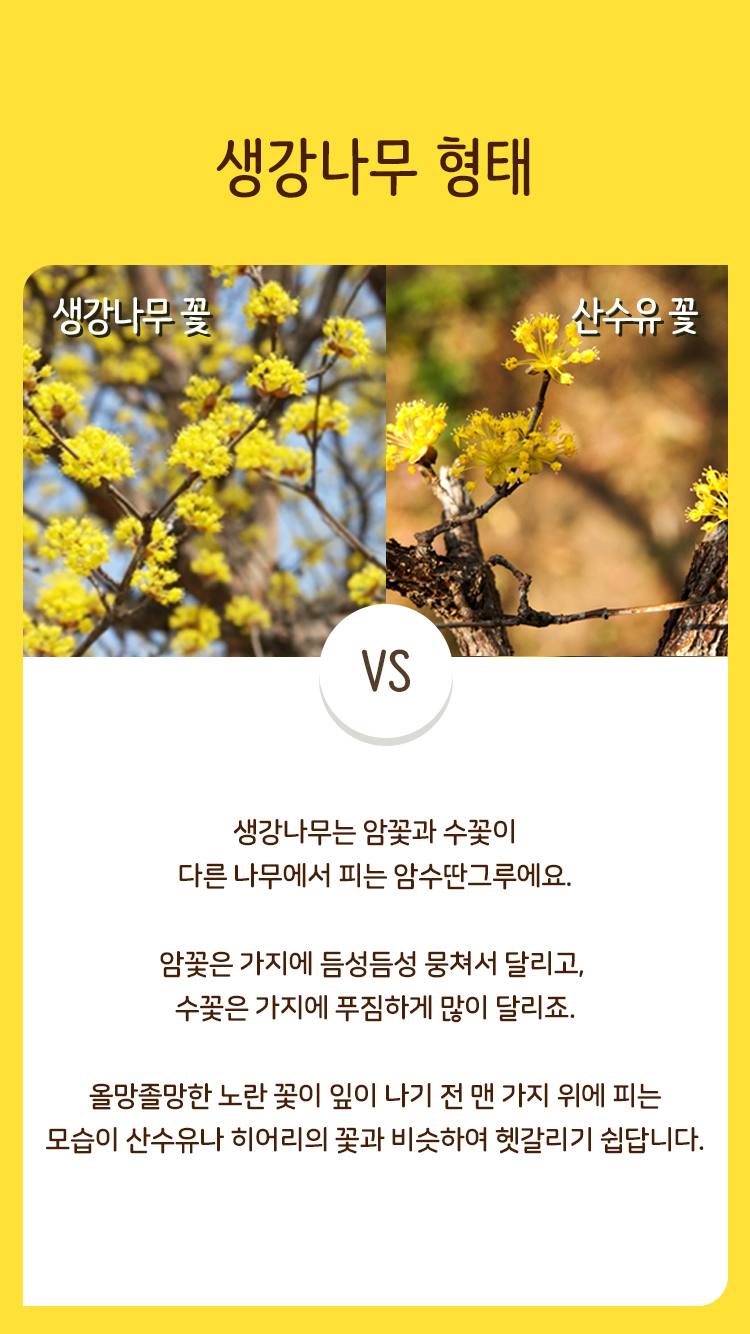 생강나무 형태
생강나무 꽃
산수유 꽃
VS
생강나무는 암꽃과 수꽃이
다른 나무에서 피는 암수딴그루에요.
암꽃은 가지에 듬성듬성 뭉쳐서 달리고,
수꽃은 가지에 푸짐하게 많이 달리죠.
올망졸망한 노란 꽃이 잎이 나기 전 맨 가지 위에 피는
모습이 산수유나 히어리의 꽃과 비슷하여 헷갈리기 쉽답니다.